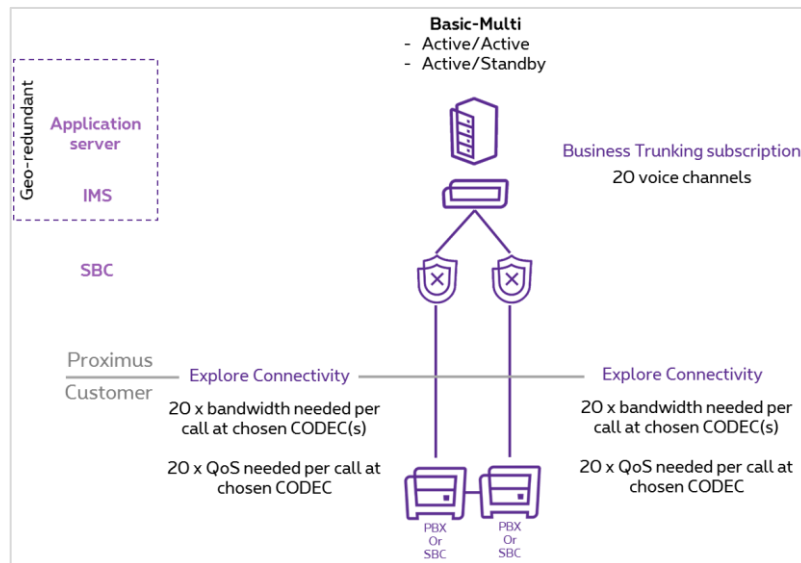 Basic-Multi
- Active/Active
- Active/Standby
Geo-redundant
Application
server
IMS
Business Trunking subscription
20 voice channels
SBC
Proximus
Customer
Explore Connectivity
20 x bandwidth needed per
call at chosen CODEC(s)
20 x QoS needed per call at
chosen CODEC
Explore Connectivity
20 x bandwidth needed per
call at chosen CODEC(s)
20 x QoS needed per call at
chosen CODEC
PBX
Or
SBC
PBX
Or
SBC